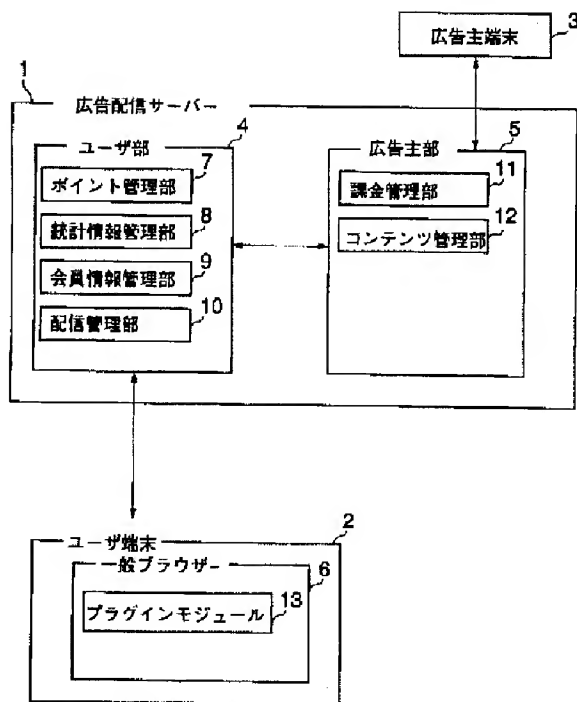 広告主端末
3
1
広告配信サーバー
4
ユーザ部
7
ポイント管理部
8
統計情報管理部
9
会員情報管理部
10
配信管理部
5
広告主部
11
課金管理部
12
コンテンツ管理部
2
ユーザ端末
6
一般ブラウザー
13
プラグインモジュール